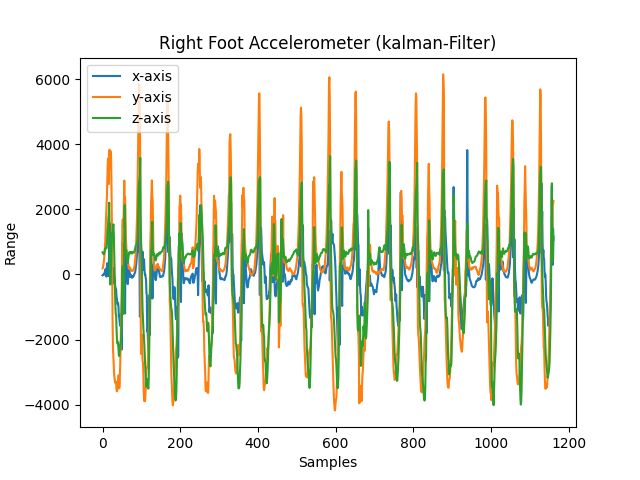 Right Foot Accelerometer (kalman-Filter)
x-axis
y-axis
z-axis
6000
4000
2000
0
−2000
−4000
Range
0
200
400
600
800
1000
1200
Samples